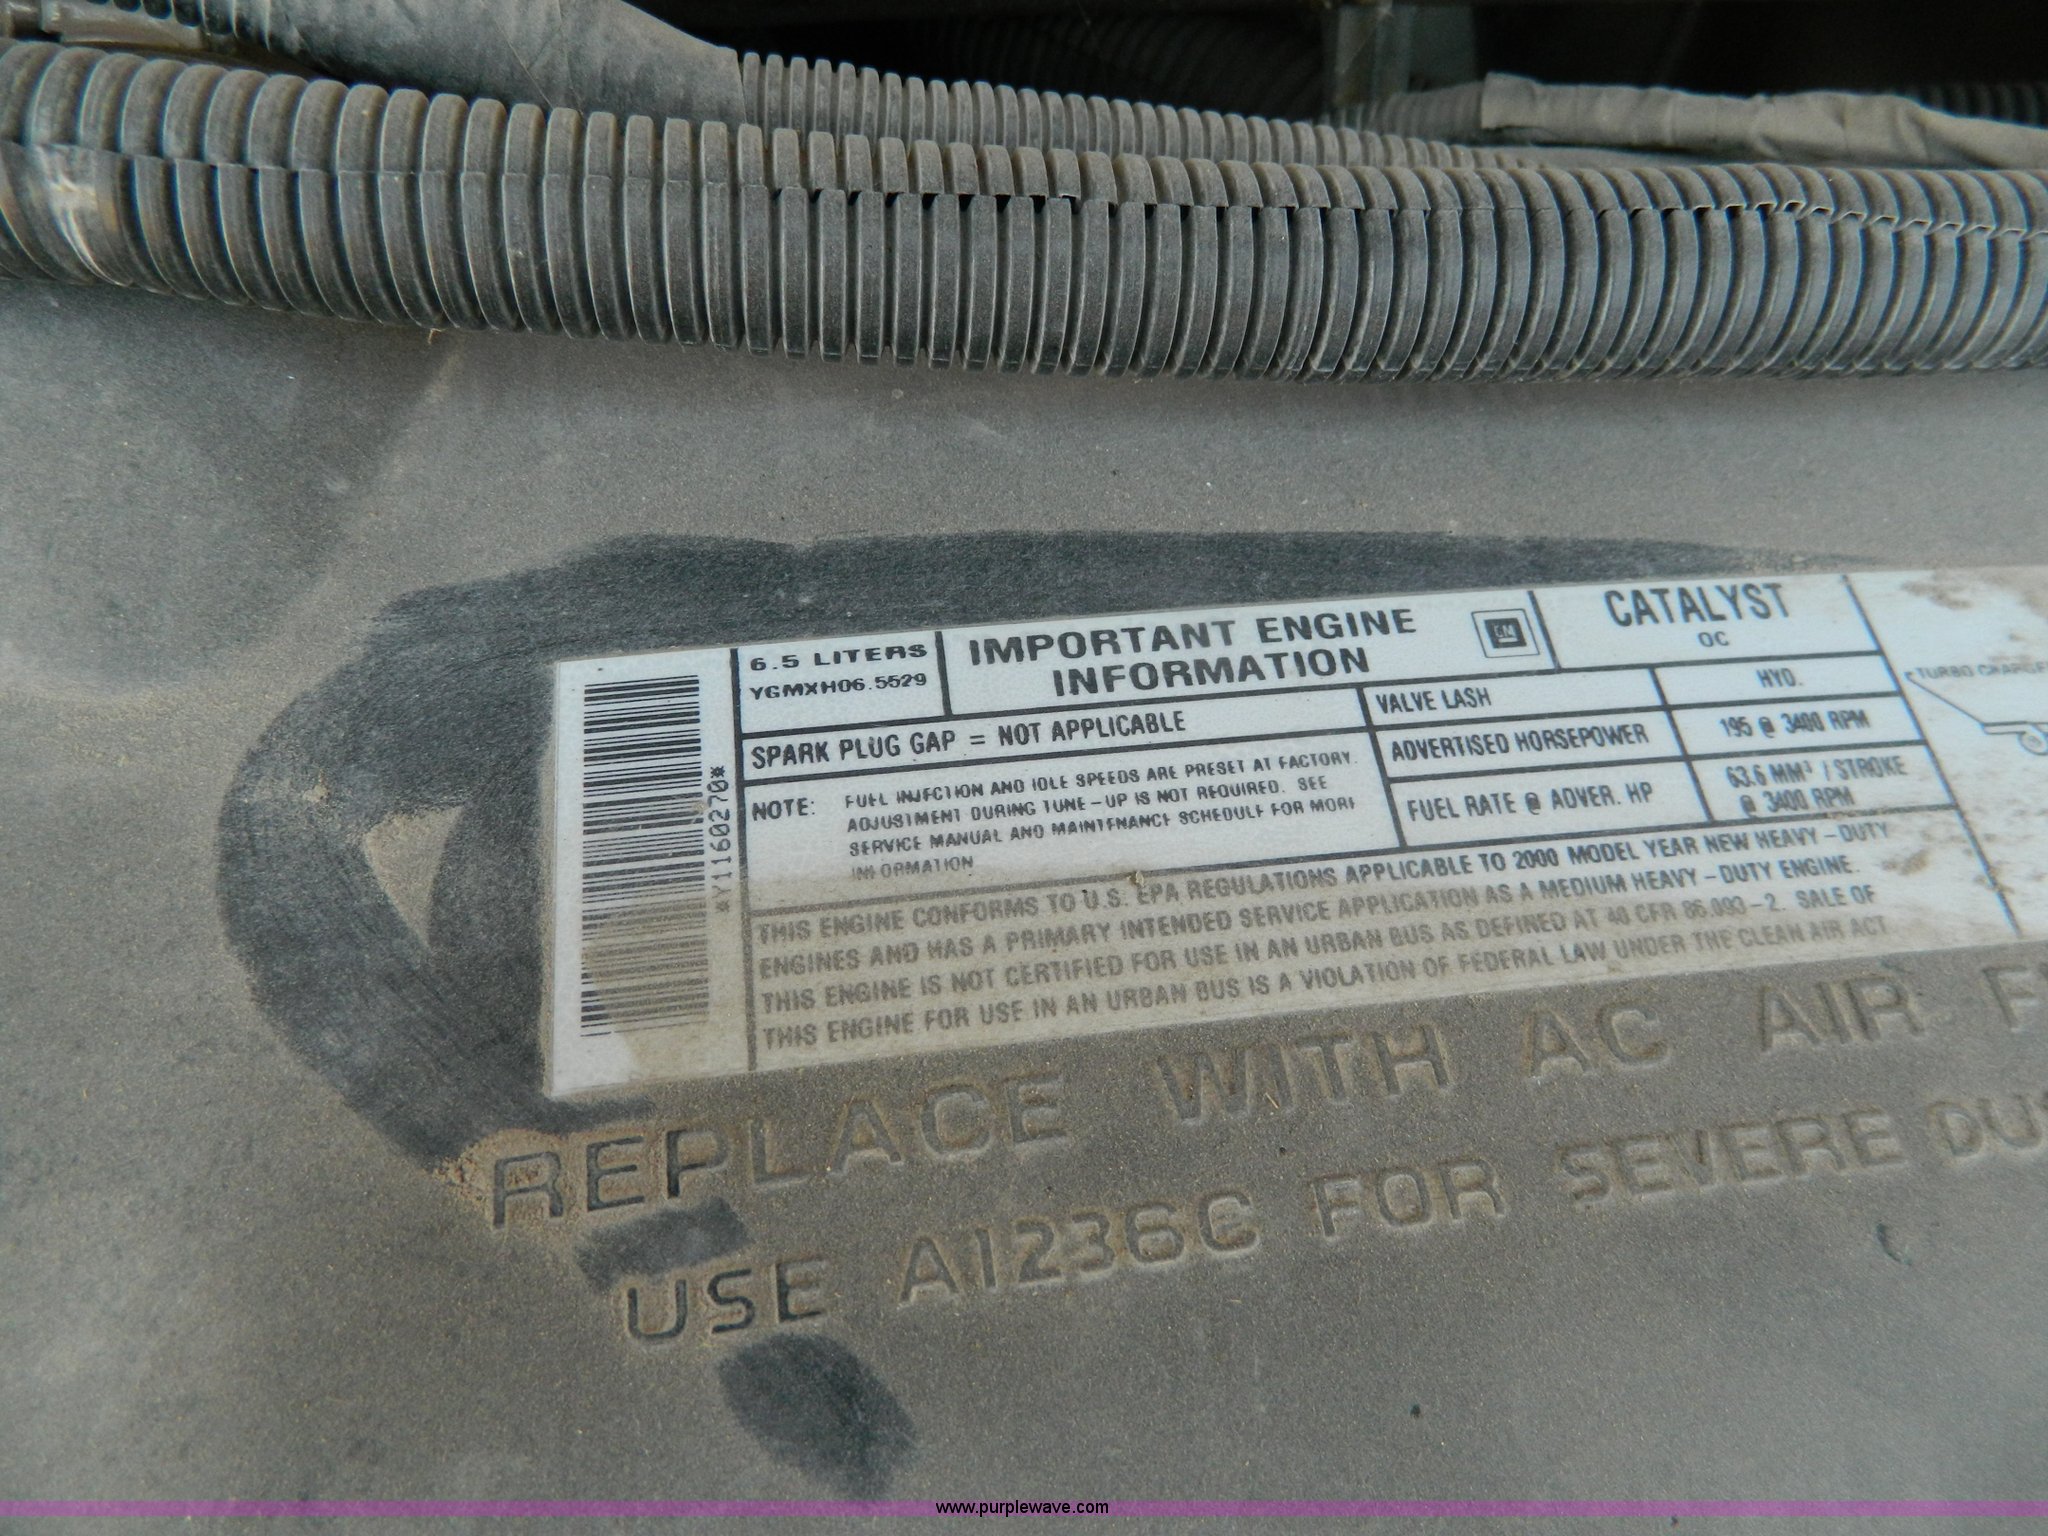 6.5 LITERS
YGMXH06.5529
IMPORTANT ENGINE
INFORMATION
GM
CATALYST
OC
SPARK PLUG GAP = NOT APPLICABLE
VALVE LASH
HYD.
ADVERTISED HORSEPOWER
195 @ 3400 RPM
FUEL RATE @ ADVER. HP
63.6 MM³ / STROKE
@ 3400 RPM
TURBO CHARGE
NOTE:
FUEL INJECTION AND IDLE SPEEDS ARE PRESET AT FACTORY.
ADJUSTMENT DURING TUNE-UP IS NOT REQUIRED. SEE
SERVICE MANUAL AND MAINTENANCE SCHEDULE FOR MORE
INFORMATION
THIS ENGINE CONFORMS TO U.S. EPA REGULATIONS APPLICABLE TO 2000 MODEL YEAR NEW HEAVY-DUTY
ENGINES AND HAS A PRIMARY INTENDED SERVICE APPLICATION AS A MEDIUM HEAVY-DUTY ENGINE.
THIS ENGINE IS NOT CERTIFIED FOR USE IN AN URBAN BUS AS DEFINED AT 40 CFR 86.093-2. SALE OF
THIS ENGINE FOR USE IN AN URBAN BUS IS A VIOLATION OF FEDERAL LAW UNDER THE CLEAN AIR ACT.
*Y1160270*
REPLACE WITH AC AIR F
USE A1236C FOR SEVERE DUS
www.purplewave.com